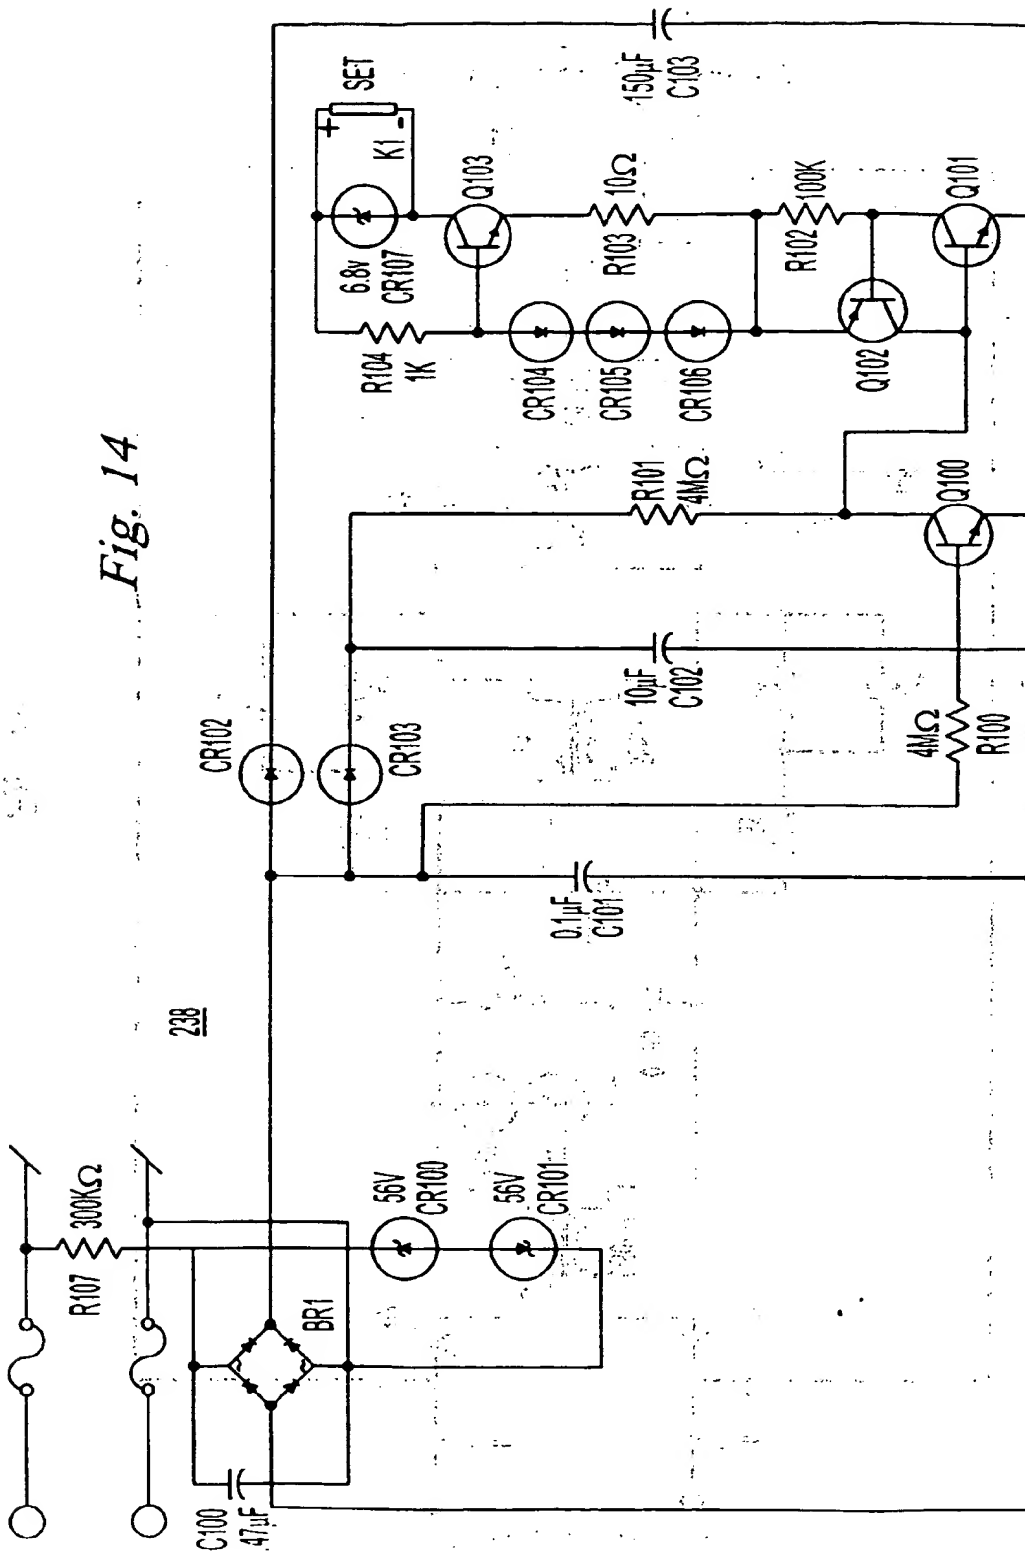 Fig. 14
238
R107
300KΩ
C100
47µF
BR1
56V
CR100
56V
CR101
CR102
CR103
0.1µF
C101
10µF
C102
4MΩ
R100
R101
4MΩ
Q100
R104
1K
6.8v
CR107
+
-
K1
SET
Q103
CR104
CR105
CR106
R103
10Ω
R102
100K
Q102
Q101
150µF
C103